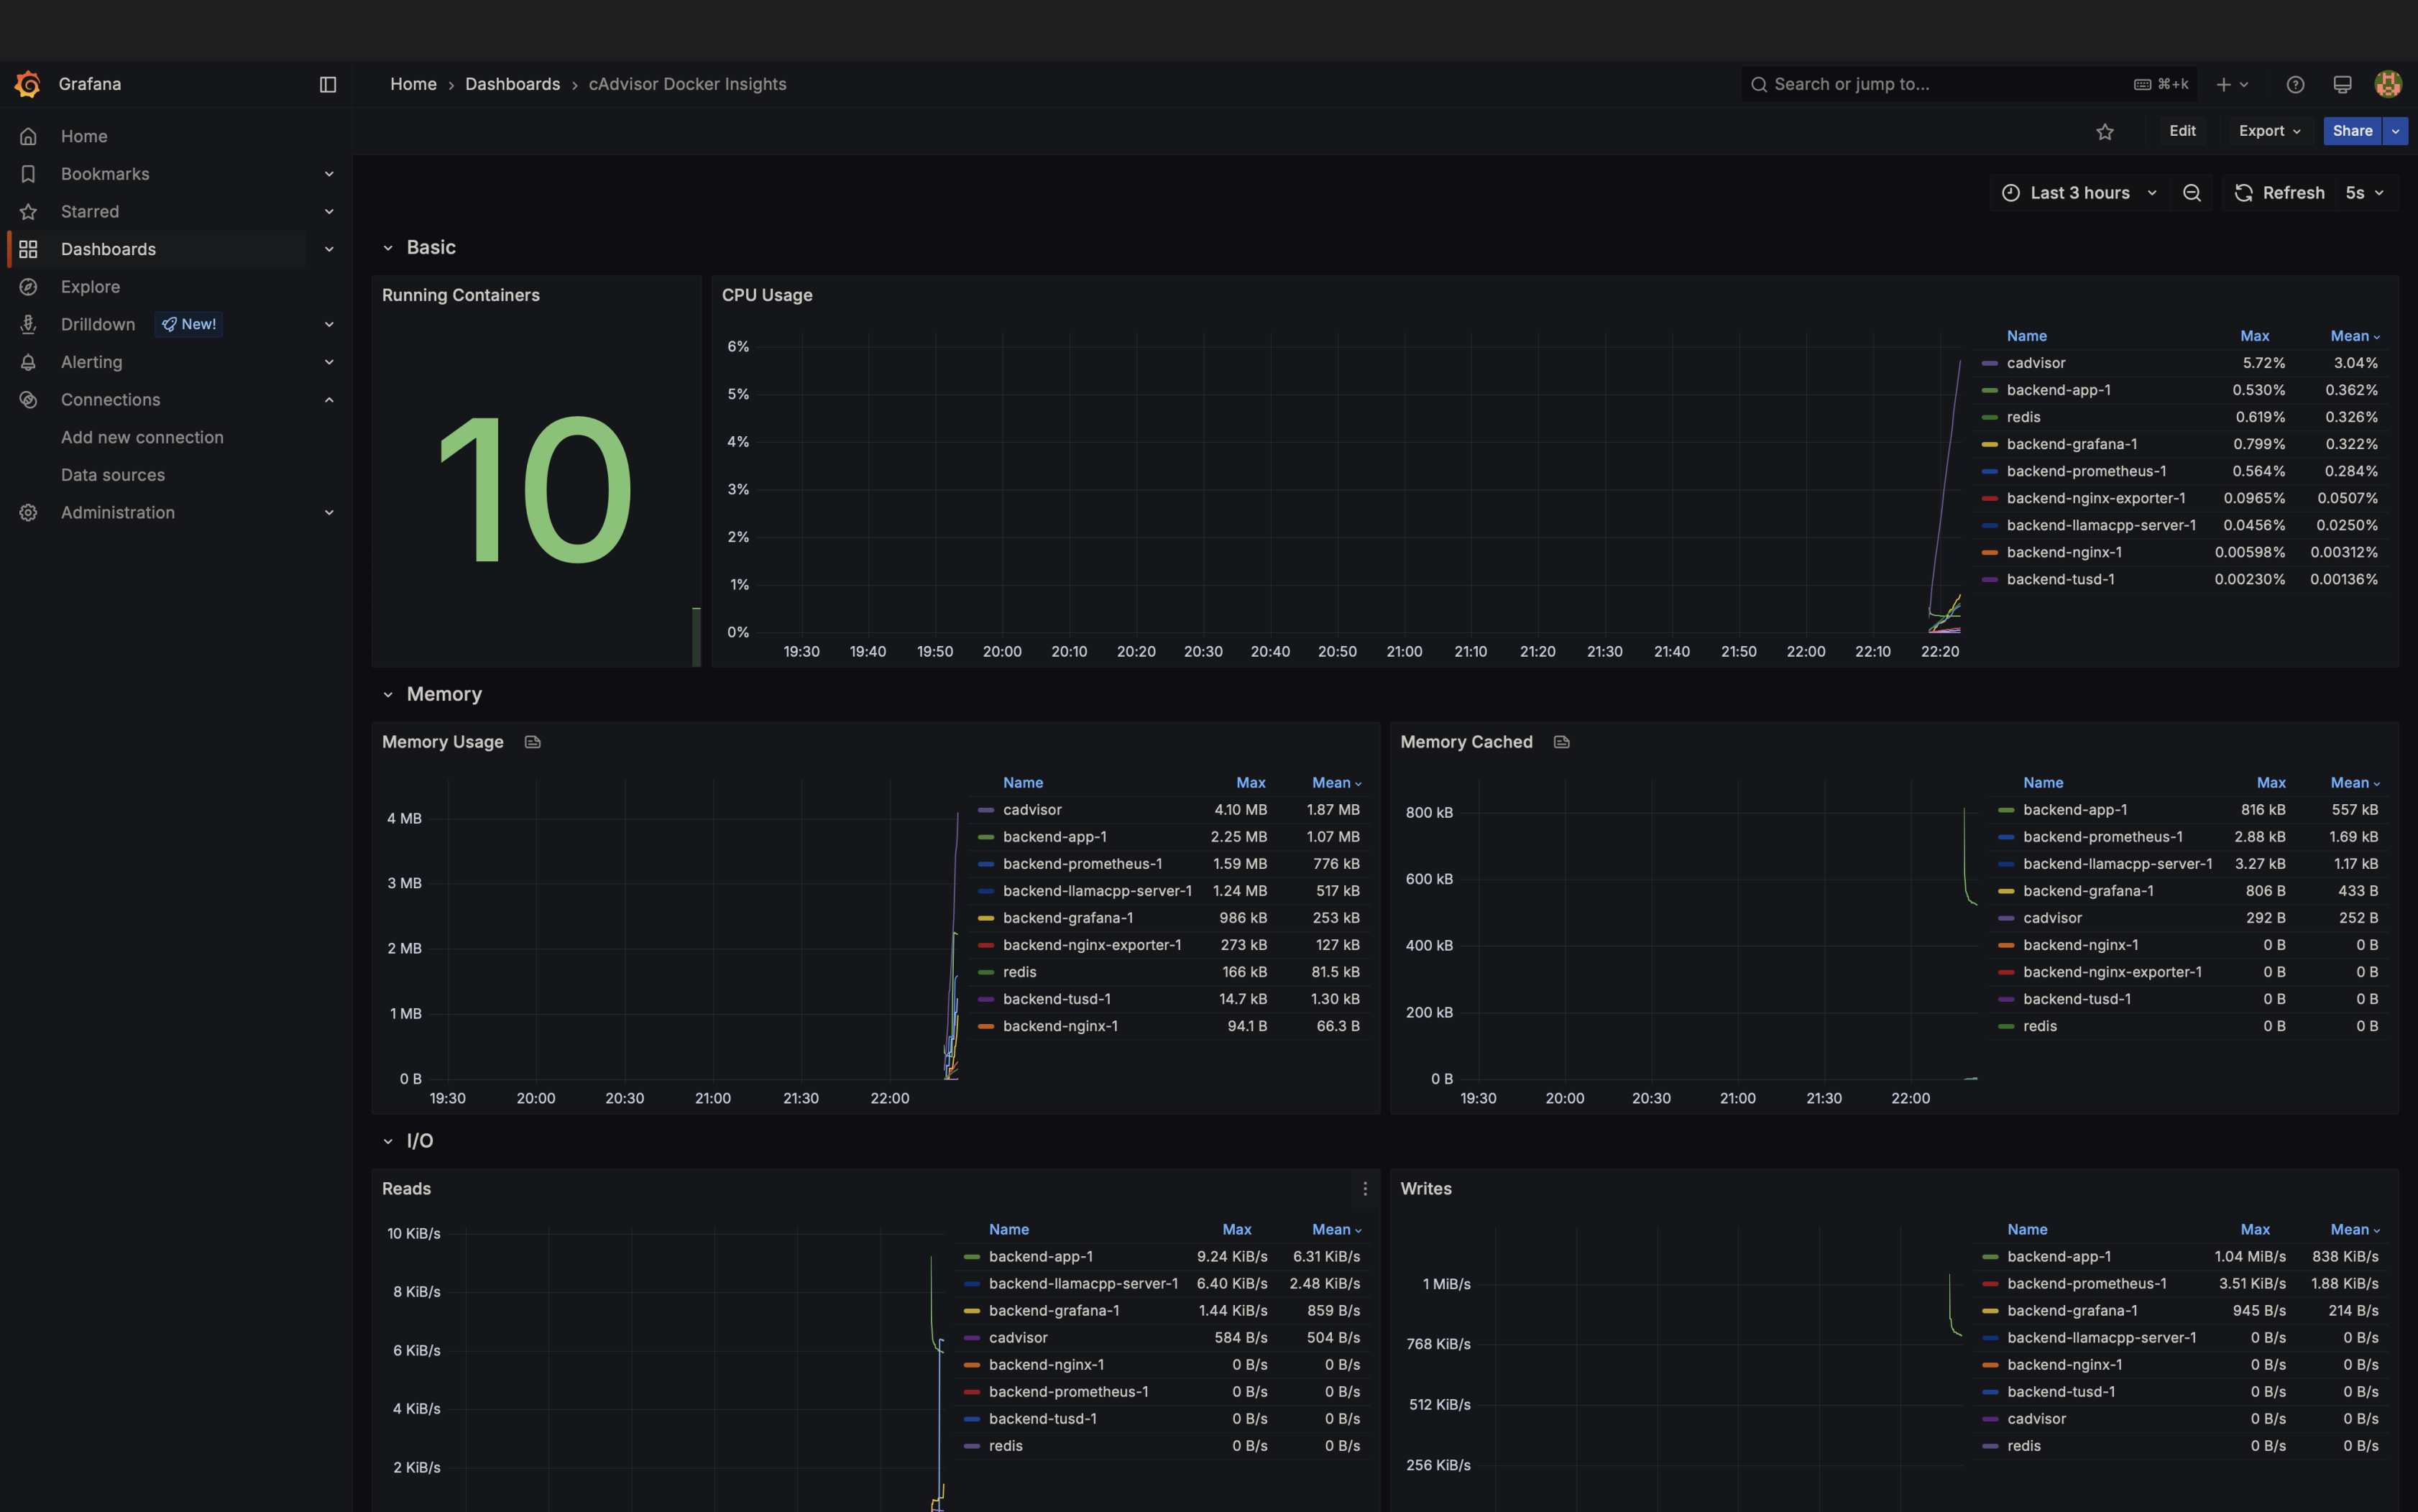 Grafana
Home › Dashboards › cAdvisor Docker Insights
Search or jump to...
⌘+k
Home
Bookmarks
Starred
Dashboards
Explore
Drilldown New!
Alerting
Connections
Add new connection
Data sources
Administration
Edit
Export
Share
Last 3 hours
Refresh 5s
Basic
Running Containers
10
CPU Usage
6%
5%
4%
3%
2%
1%
0%
19:30 19:40 19:50 20:00 20:10 20:20 20:30 20:40 20:50 21:00 21:10 21:20 21:30 21:40 21:50 22:00 22:10 22:20
Name Max Mean
cadvisor 5.72% 3.04%
backend-app-1 0.530% 0.362%
redis 0.619% 0.326%
backend-grafana-1 0.799% 0.322%
backend-prometheus-1 0.564% 0.284%
backend-nginx-exporter-1 0.0965% 0.0507%
backend-llamacpp-server-1 0.0456% 0.0250%
backend-nginx-1 0.00598% 0.00312%
backend-tusd-1 0.00230% 0.00136%
Memory
Memory Usage
4 MB
3 MB
2 MB
1 MB
0 B
19:30 20:00 20:30 21:00 21:30 22:00
Name Max Mean
cadvisor 4.10 MB 1.87 MB
backend-app-1 2.25 MB 1.07 MB
backend-prometheus-1 1.59 MB 776 kB
backend-llamacpp-server-1 1.24 MB 517 kB
backend-grafana-1 986 kB 253 kB
backend-nginx-exporter-1 273 kB 127 kB
redis 166 kB 81.5 kB
backend-tusd-1 14.7 kB 1.30 kB
backend-nginx-1 94.1 B 66.3 B
Memory Cached
800 kB
600 kB
400 kB
200 kB
0 B
19:30 20:00 20:30 21:00 21:30 22:00
Name Max Mean
backend-app-1 816 kB 557 kB
backend-prometheus-1 2.88 kB 1.69 kB
backend-llamacpp-server-1 3.27 kB 1.17 kB
backend-grafana-1 806 B 433 B
cadvisor 292 B 252 B
backend-nginx-1 0 B 0 B
backend-nginx-exporter-1 0 B 0 B
backend-tusd-1 0 B 0 B
redis 0 B 0 B
I/O
Reads
10 KiB/s
8 KiB/s
6 KiB/s
4 KiB/s
2 KiB/s
Name Max Mean
backend-app-1 9.24 KiB/s 6.31 KiB/s
backend-llamacpp-server-1 6.40 KiB/s 2.48 KiB/s
backend-grafana-1 1.44 KiB/s 859 B/s
cadvisor 584 B/s 504 B/s
backend-nginx-1 0 B/s 0 B/s
backend-prometheus-1 0 B/s 0 B/s
backend-tusd-1 0 B/s 0 B/s
redis 0 B/s 0 B/s
Writes
1 MiB/s
768 KiB/s
512 KiB/s
256 KiB/s
Name Max Mean
backend-app-1 1.04 MiB/s 838 KiB/s
backend-prometheus-1 3.51 KiB/s 1.88 KiB/s
backend-grafana-1 945 B/s 214 B/s
backend-llamacpp-server-1 0 B/s 0 B/s
backend-nginx-1 0 B/s 0 B/s
backend-tusd-1 0 B/s 0 B/s
cadvisor 0 B/s 0 B/s
redis 0 B/s 0 B/s